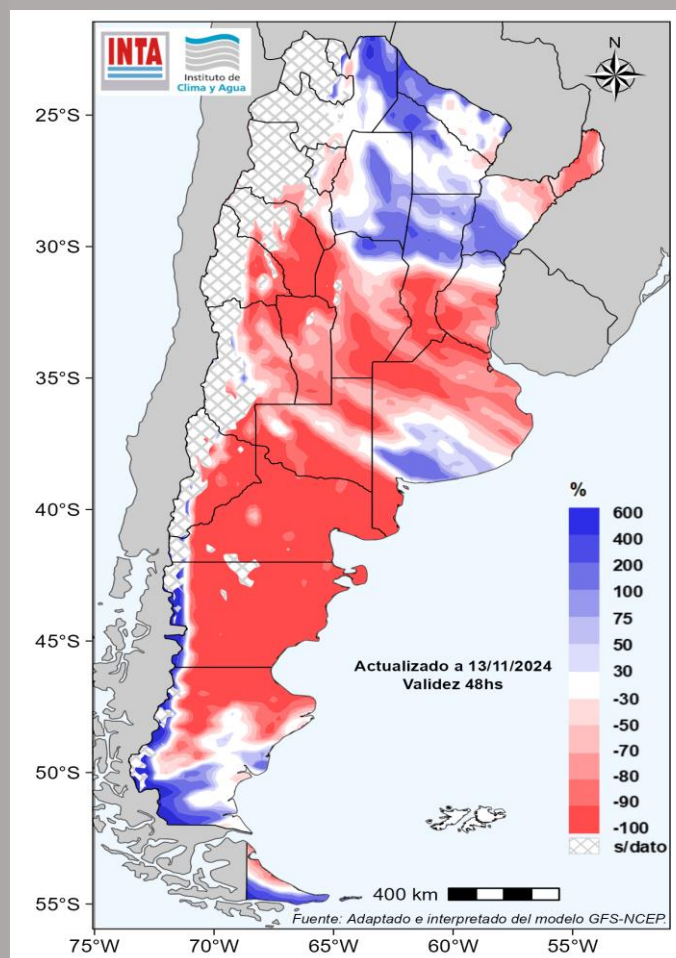 INTA
Instituto de
Clima y Agua
N
25°S
30°S
35°S
40°S
45°S
50°S
55°S
%
600
400
200
100
75
50
30
-30
-50
-70
-80
-90
-100
s/dato
Actualizado a 13/11/2024
Validez 48hs
400 km
Fuente: Adaptado e interpretado del modelo GFS-NCEP.
75°W
70°W
65°W
60°W
55°W